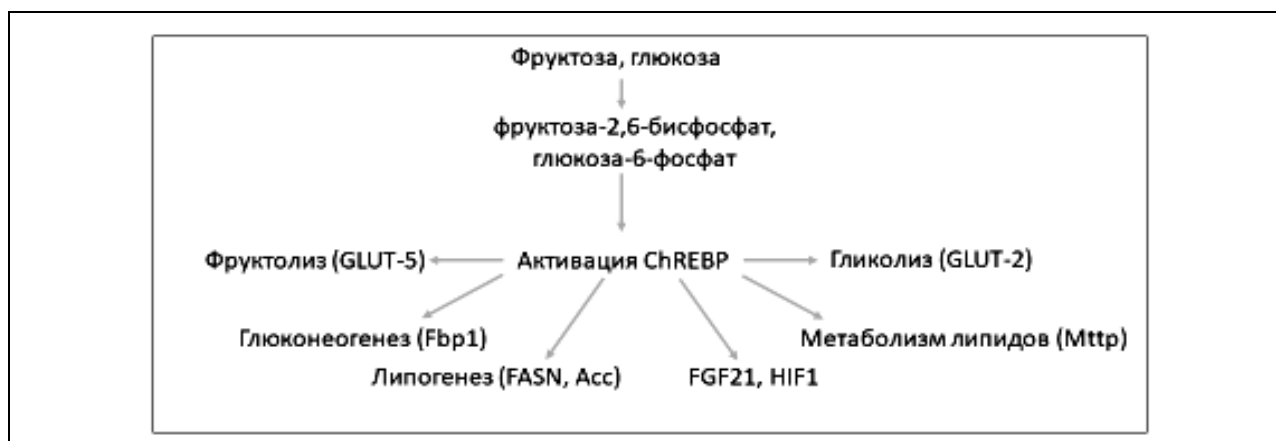 Фруктоза, глюкоза
фруктоза-2,6-бисфосфат,
глюкоза-6-фосфат
Фруктолиз (GLUT-5)
Активация ChREBP
Гликолиз (GLUT-2)
Глюконеогенез (Fbp1)
Метаболизм липидов (Mttp)
Липогенез (FASN, Acc)
FGF21, HIF1